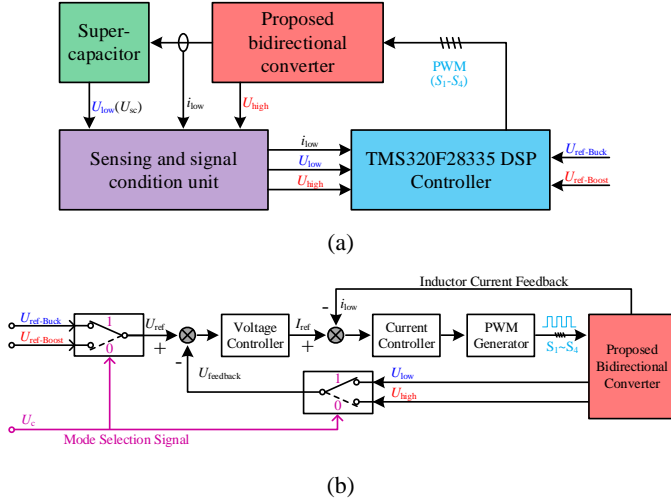 Super-
capacitor
Proposed
bidirectional
converter
PWM
(S1-S4)
Ulow(Usc)
ilow
Uhigh
Sensing and signal
condition unit
ilow
Ulow
Uhigh
TMS320F28335 DSP
Controller
Uref-Buck
Uref-Boost
(a)
Inductor Current Feedback
Uref-Buck
Uref-Boost
1
0
Uref
+
-
Voltage
Controller
Iref
+
-
ilow
Current
Controller
PWM
Generator
S1~S4
Proposed
Bidirectional
Converter
Ufeedback
1
0
Ulow
Uhigh
Uc
Mode Selection Signal
(b)